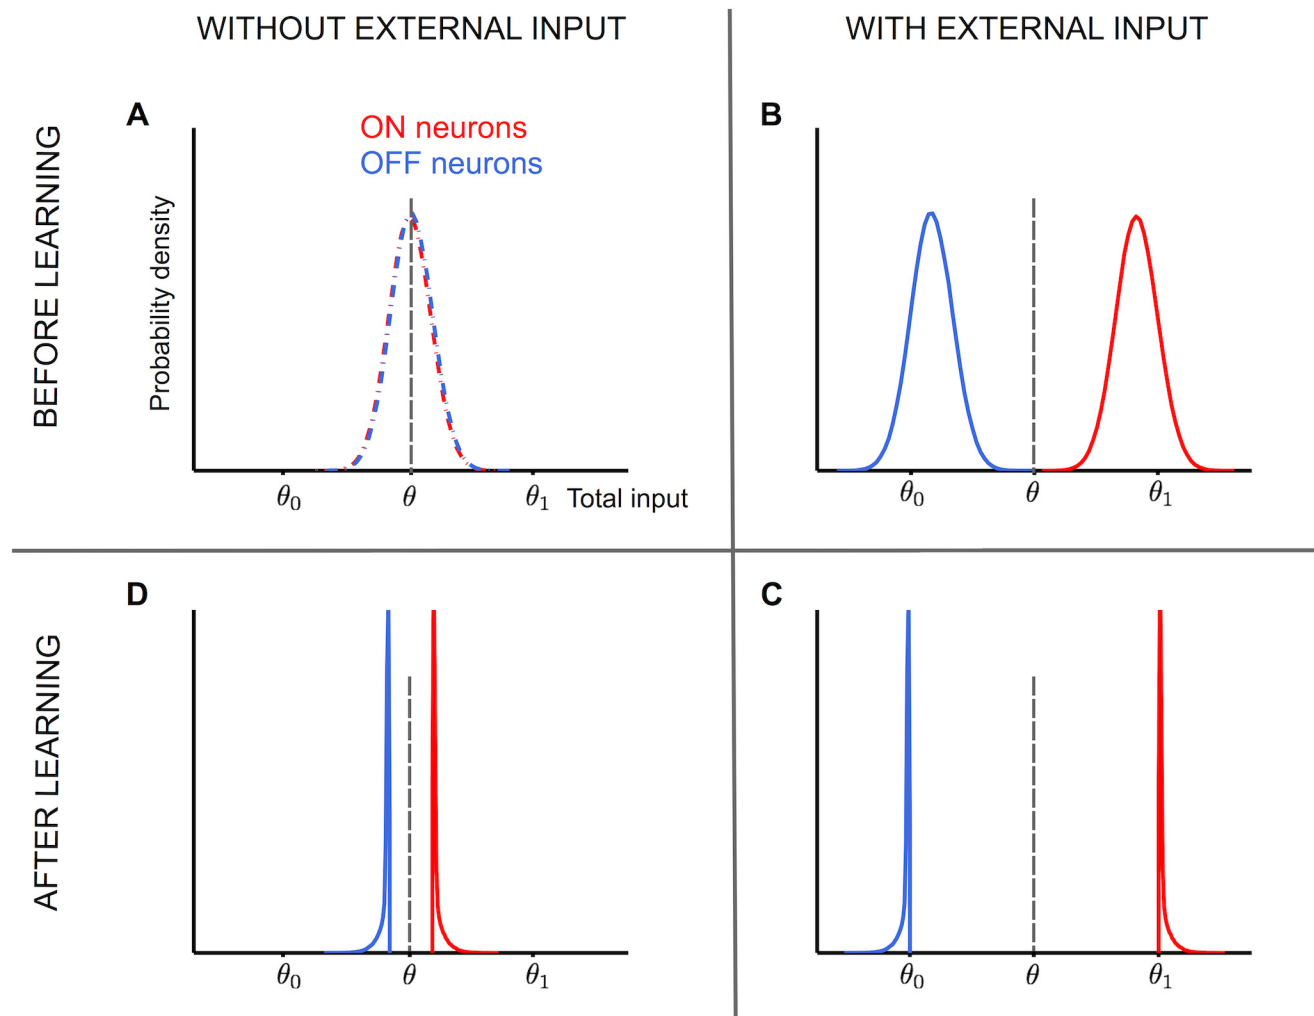 WITHOUT EXTERNAL INPUT
WITH EXTERNAL INPUT
BEFORE LEARNING
A
ON neurons
OFF neurons
Probability density
θ0
θ
θ1
Total input
B
θ0
θ
θ1
AFTER LEARNING
D
θ0
θ
θ1
C
θ0
θ
θ1